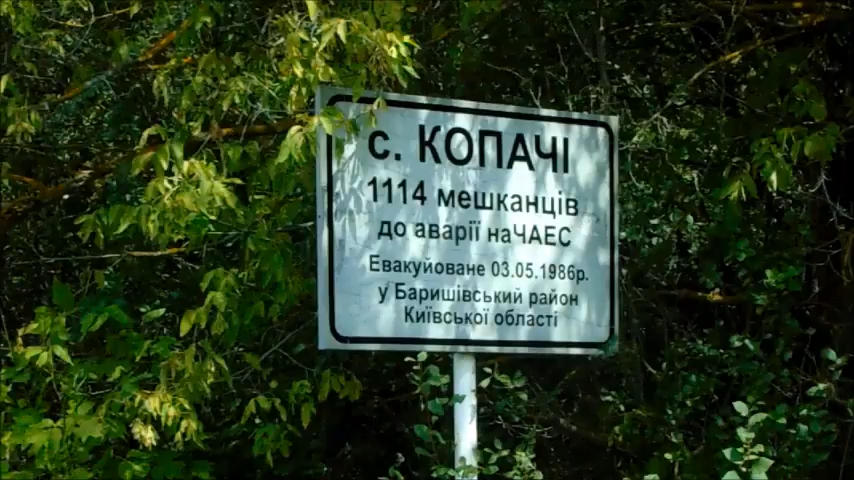 с. КОПАЧІ
1114 мешканців
до аварії наЧАЕС
Евакуйоване 03.05.1986р.
у Баришівський район
Київської області